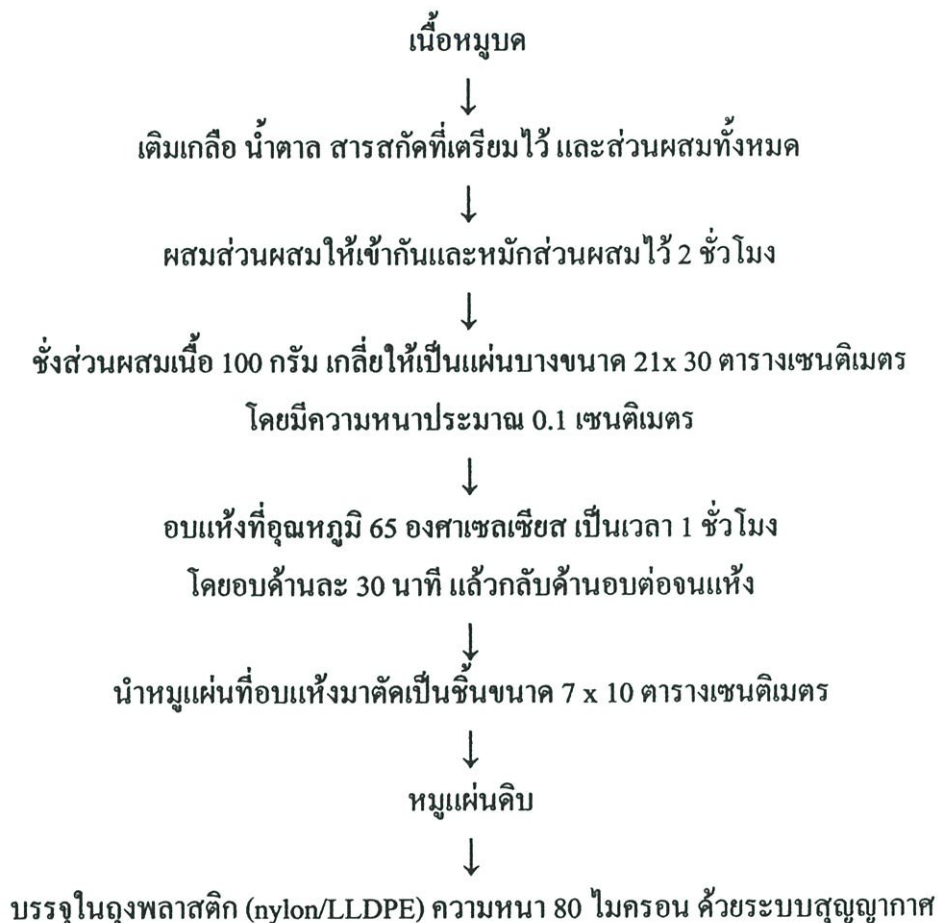 เนื้อหมูบด
↓
เติมเกลือ น้ำตาล สารสกัดที่เตรียมไว้ และส่วนผสมทั้งหมด
↓
ผสมส่วนผสมให้เข้ากันและหมักส่วนผสมไว้ 2 ชั่วโมง
↓
ชั่งส่วนผสมเนื้อ 100 กรัม เกลี่ยให้เป็นแผ่นบางขนาด 21x 30 ตารางเซนติเมตร
โดยมีความหนาประมาณ 0.1 เซนติเมตร
↓
อบแห้งที่อุณหภูมิ 65 องศาเซลเซียส เป็นเวลา 1 ชั่วโมง
โดยอบด้านละ 30 นาที แล้วกลับด้านอบต่อจนแห้ง
↓
นำหมูแผ่นที่อบแห้งมาตัดเป็นชิ้นขนาด 7 x 10 ตารางเซนติเมตร
↓
หมูแผ่นดิบ
↓
บรรจุในถุงพลาสติก (nylon/LLDPE) ความหนา 80 ไมครอน ด้วยระบบสุญญากาศ